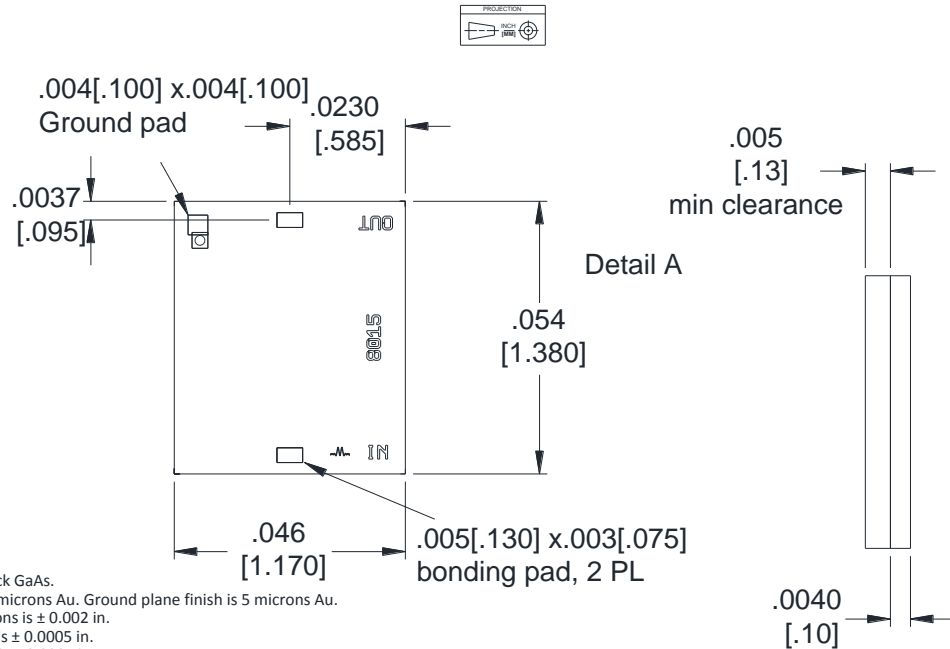 PROJECTION
INCH
[MM]
.004[.100] x.004[.100]
Ground pad
.0230
[.585]
.0037
[.095]
OUT
8015
IN
.054
[1.380]
Detail A
.005
[.13]
min clearance
.046
[1.170]
.005[.130] x.003[.075]
bonding pad, 2 PL
.0040
[.10]
ck GaAs.
microns Au. Ground plane finish is 5 microns Au.
ons is ± 0.002 in.
s ± 0.0005 in.